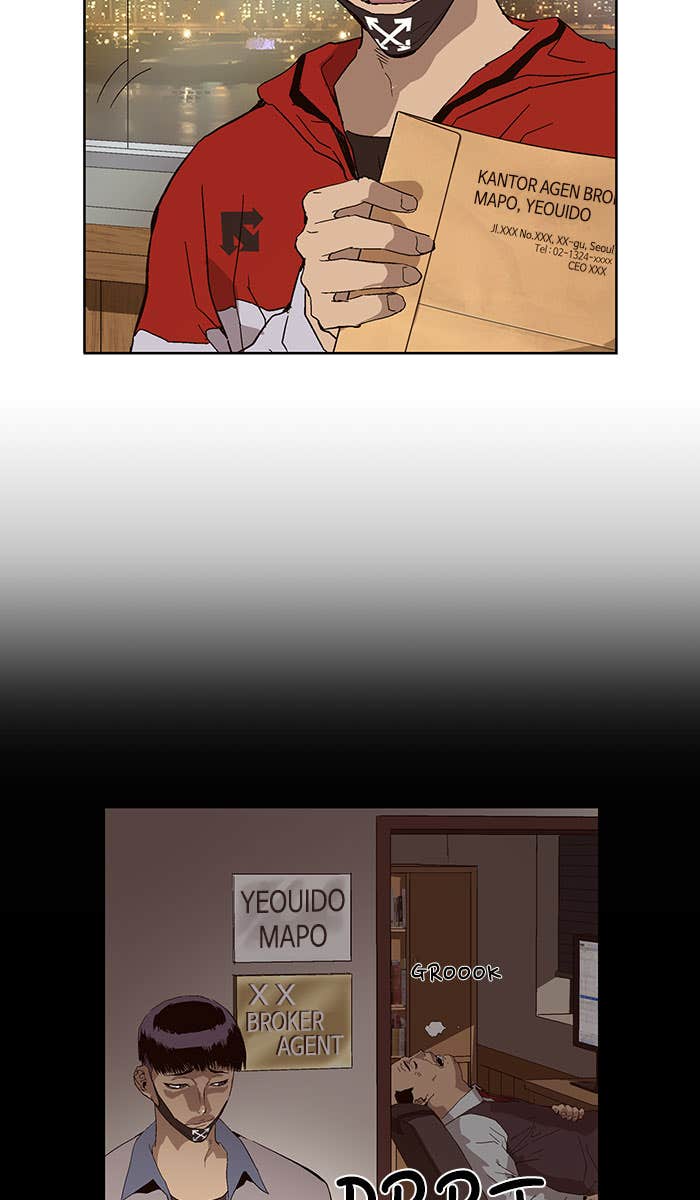 KANTOR AGEN BRO
MAPO, YEOUIDO
Jl.XXX No.XXX, XX-gu, Seoul
Tel : 02-1324-xxxx
CEO XXX
YEOUIDO
MAPO
X X
BROKER
AGENT
GROOOK
DRRT